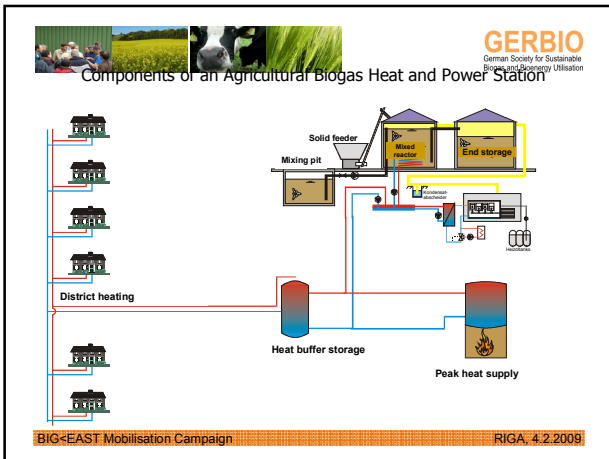 GERBIO
German Society for Sustainable
Biogas and Bioenergy Utilisation
Components of an Agricultural Biogas Heat and Power Station
Solid feeder
Mixing pit
Mixed
reactor
End storage
Kondensat-
abscheider
Heizöltanks
District heating
Heat buffer storage
Peak heat supply
BIG<EAST Mobilisation Campaign
RIGA, 4.2.2009